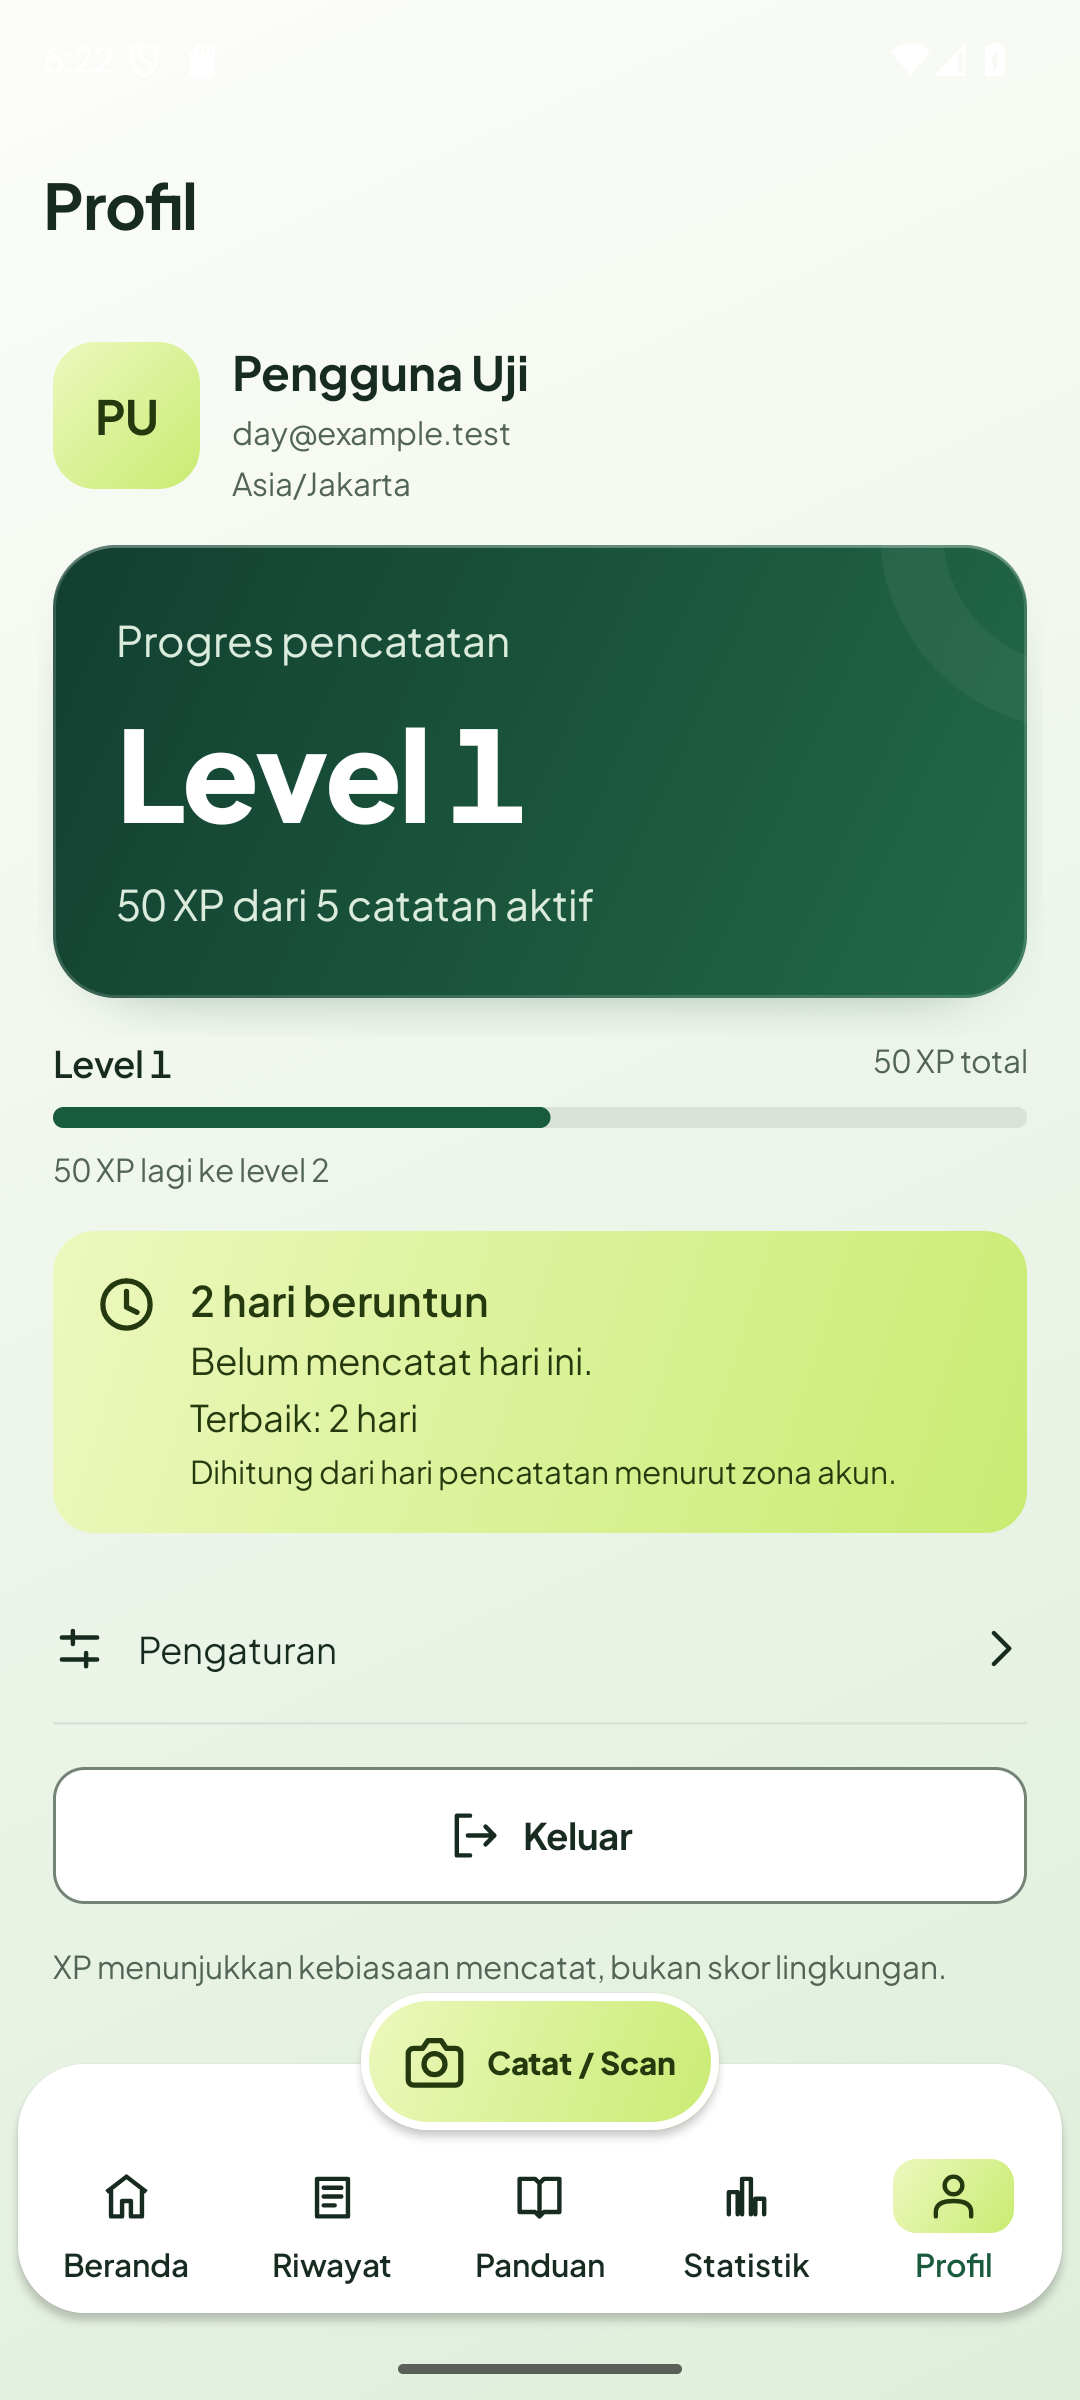 6:22
Profil
PU
Pengguna Uji
day@example.test
Asia/Jakarta
Progres pencatatan
Level 1
50 XP dari 5 catatan aktif
Level 1
50 XP total
50 XP lagi ke level 2
2 hari beruntun
Belum mencatat hari ini.
Terbaik: 2 hari
Dihitung dari hari pencatatan menurut zona akun.
Pengaturan
Keluar
XP menunjukkan kebiasaan mencatat, bukan skor lingkungan.
Catat / Scan
Beranda
Riwayat
Panduan
Statistik
Profil